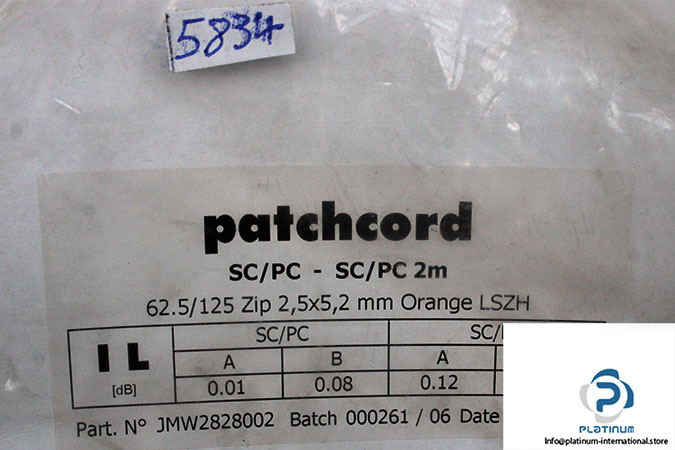 5834
patchcord
SC/PC - SC/PC 2m
62.5/125 Zip 2,5x5,2 mm Orange LSZH
IL [dB] SC/PC SC/
A B A
0.01 0.08 0.12
Part. Nº JMW2828002 Batch 000261 / 06 Date
PLATINUM
Info@platinum-international.store